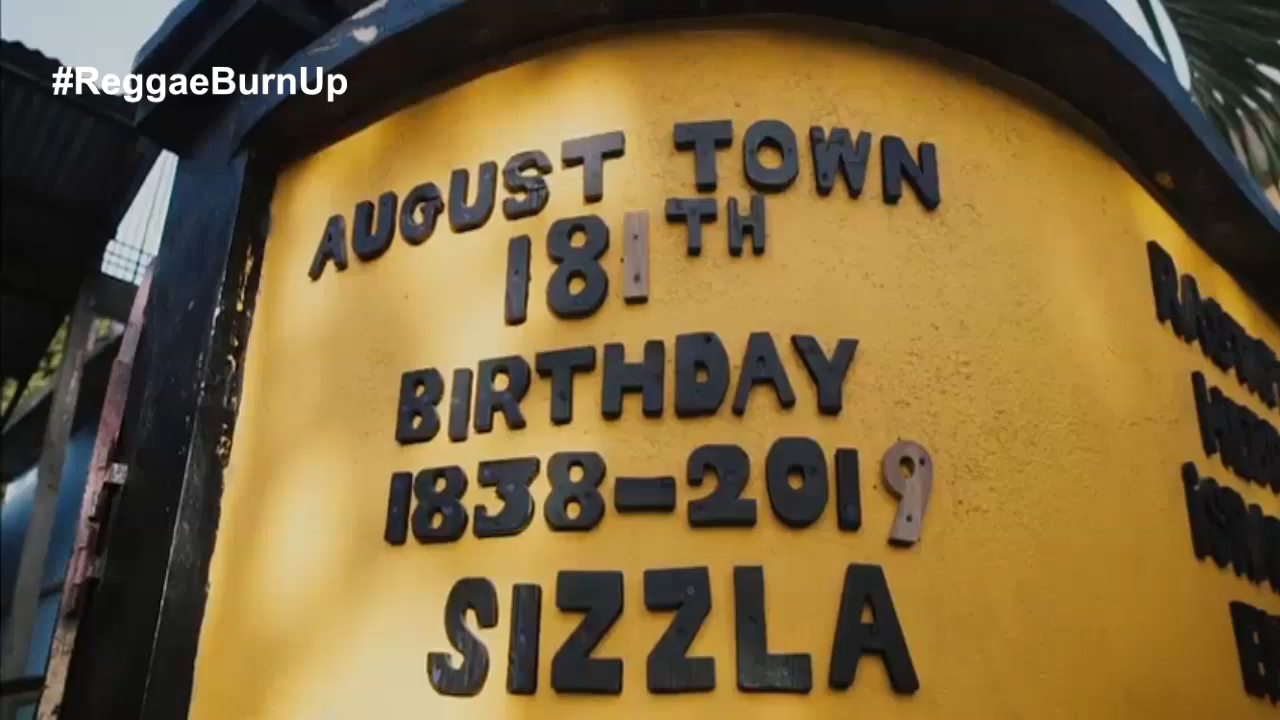 #ReggaeBurnUp
AUGUST TOWN
181TH
BIRTHDAY
1838-2019
SIZZLA